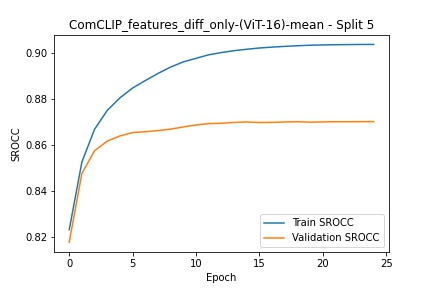 ComCLIP_features_diff_only-(ViT-16)-mean - Split 5
SROCC
0.90
0.88
0.86
0.84
0.82
0 5 10 15 20 25
Epoch
Train SROCC
Validation SROCC